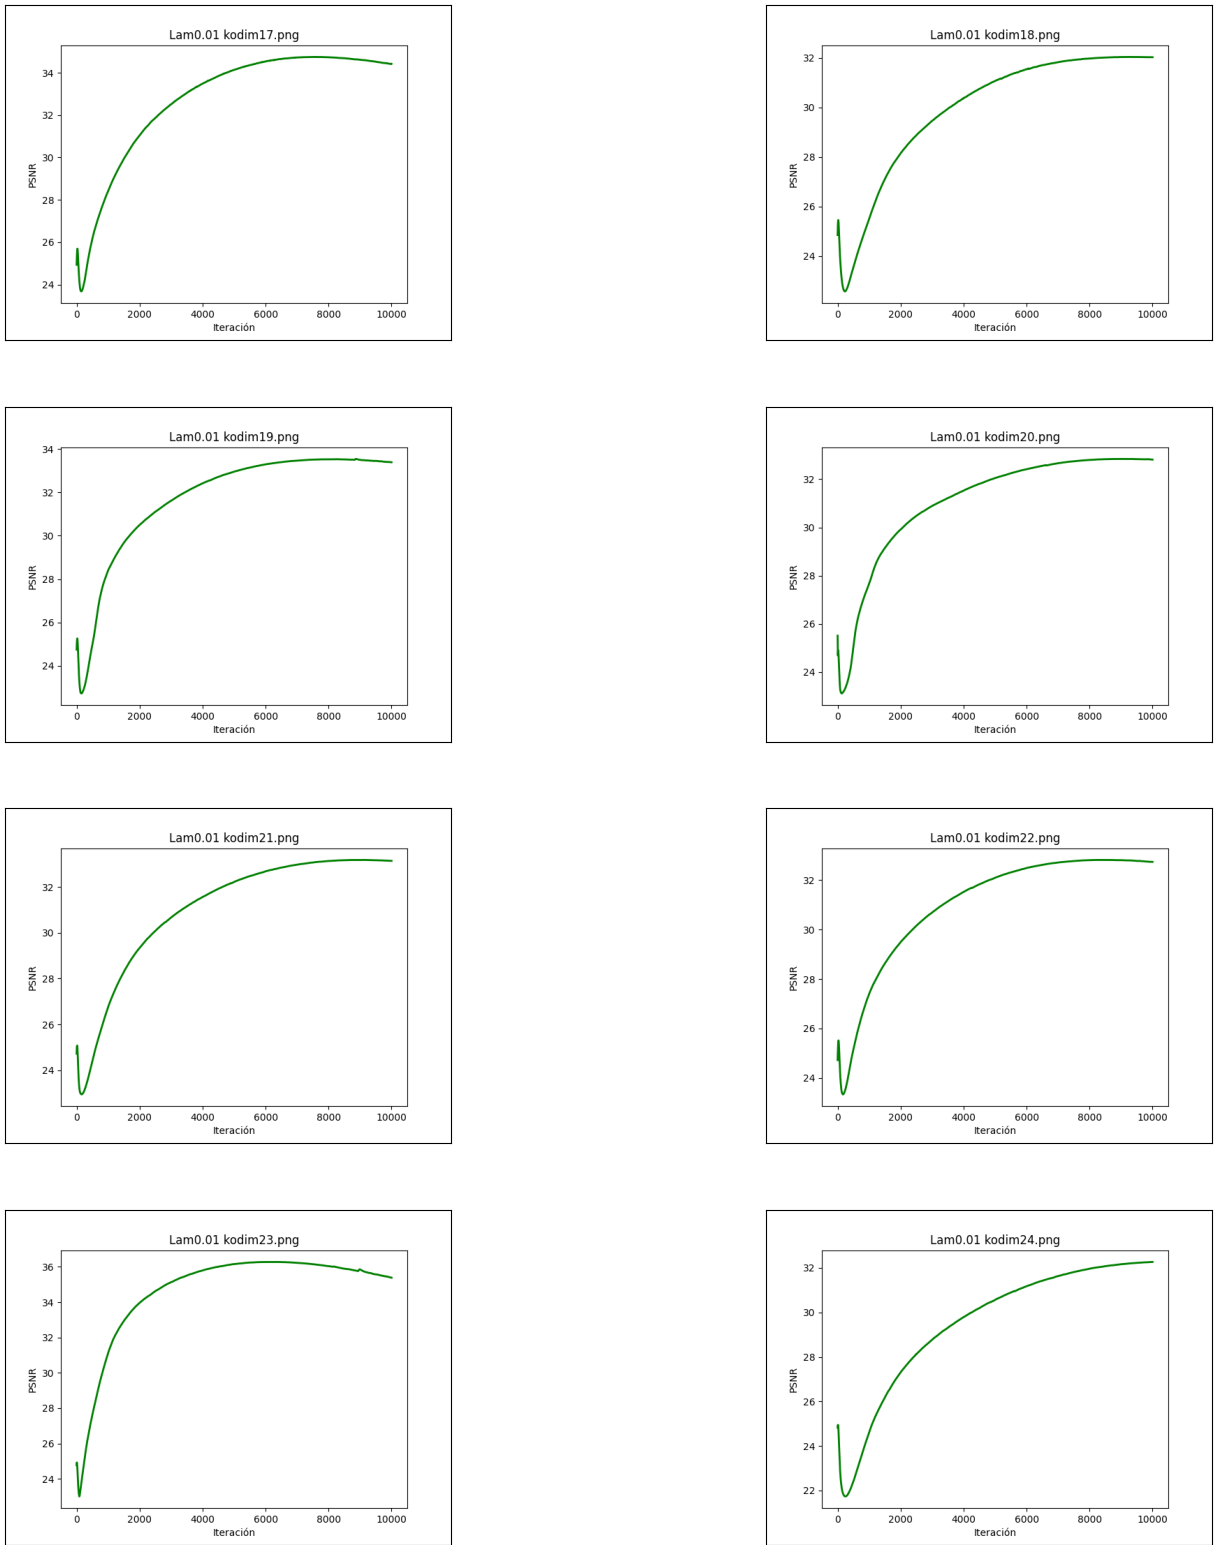 Lam0.01 kodim17.png
34
32
30
28
26
24
PSNR
0 2000 4000 6000 8000 10000
Iteración
Lam0.01 kodim18.png
32
30
28
26
24
PSNR
0 2000 4000 6000 8000 10000
Iteración
Lam0.01 kodim19.png
34
32
30
28
26
24
PSNR
0 2000 4000 6000 8000 10000
Iteración
Lam0.01 kodim20.png
32
30
28
26
24
PSNR
0 2000 4000 6000 8000 10000
Iteración
Lam0.01 kodim21.png
32
30
28
26
24
PSNR
0 2000 4000 6000 8000 10000
Iteración
Lam0.01 kodim22.png
32
30
28
26
24
PSNR
0 2000 4000 6000 8000 10000
Iteración
Lam0.01 kodim23.png
36
34
32
30
28
26
24
PSNR
0 2000 4000 6000 8000 10000
Iteración
Lam0.01 kodim24.png
32
30
28
26
24
22
PSNR
0 2000 4000 6000 8000 10000
Iteración